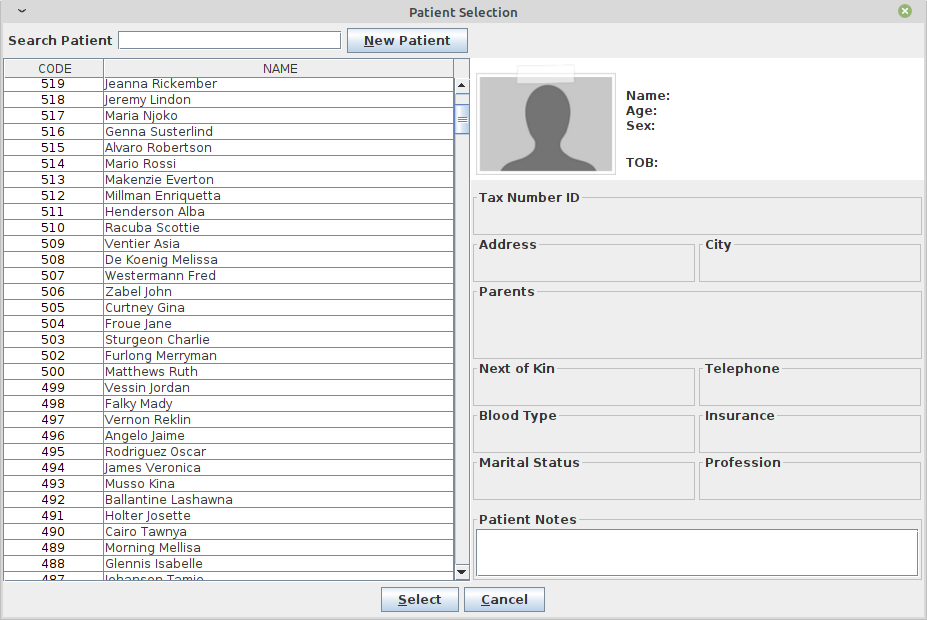 Patient Selection
Search Patient
New Patient
CODE NAME
519 Jeanna Rickember
518 Jeremy Lindon
517 Maria Njoko
516 Genna Susterlind
515 Alvaro Robertson
514 Mario Rossi
513 Makenzie Everton
512 Millman Enriquetta
511 Henderson Alba
510 Racuba Scottie
509 Ventier Asia
508 De Koenig Melissa
507 Westermann Fred
506 Zabel John
505 Curtney Gina
504 Froue Jane
503 Sturgeon Charlie
502 Furlong Merryman
500 Matthews Ruth
499 Vessin Jordan
498 Falky Mady
497 Vernon Reklin
496 Angelo Jaime
495 Rodriguez Oscar
494 James Veronica
493 Musso Kina
492 Ballantine Lashawna
491 Holter Josette
490 Cairo Tawnya
489 Morning Mellisa
488 Glennis Isabelle
487 Johanson Tamie
Name:
Age:
Sex:
TOB:
Tax Number ID
Address
City
Parents
Next of Kin
Telephone
Blood Type
Insurance
Marital Status
Profession
Patient Notes
Select
Cancel